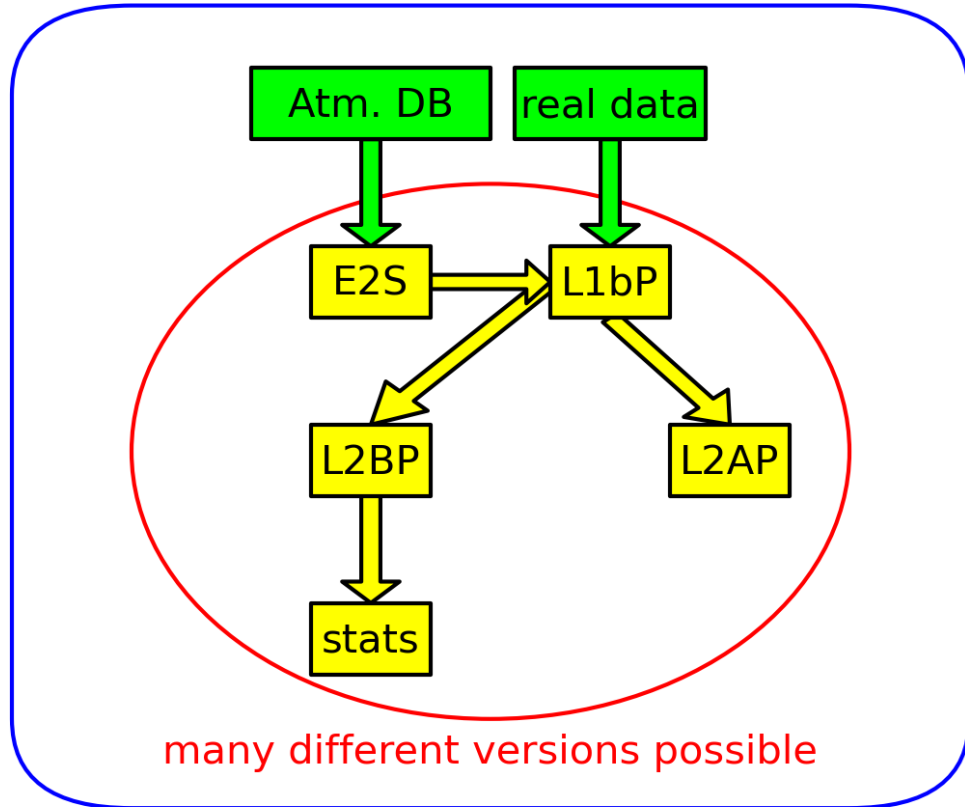 Atm. DB
real data
E2S
L1bP
L2BP
L2AP
stats
many different versions possible